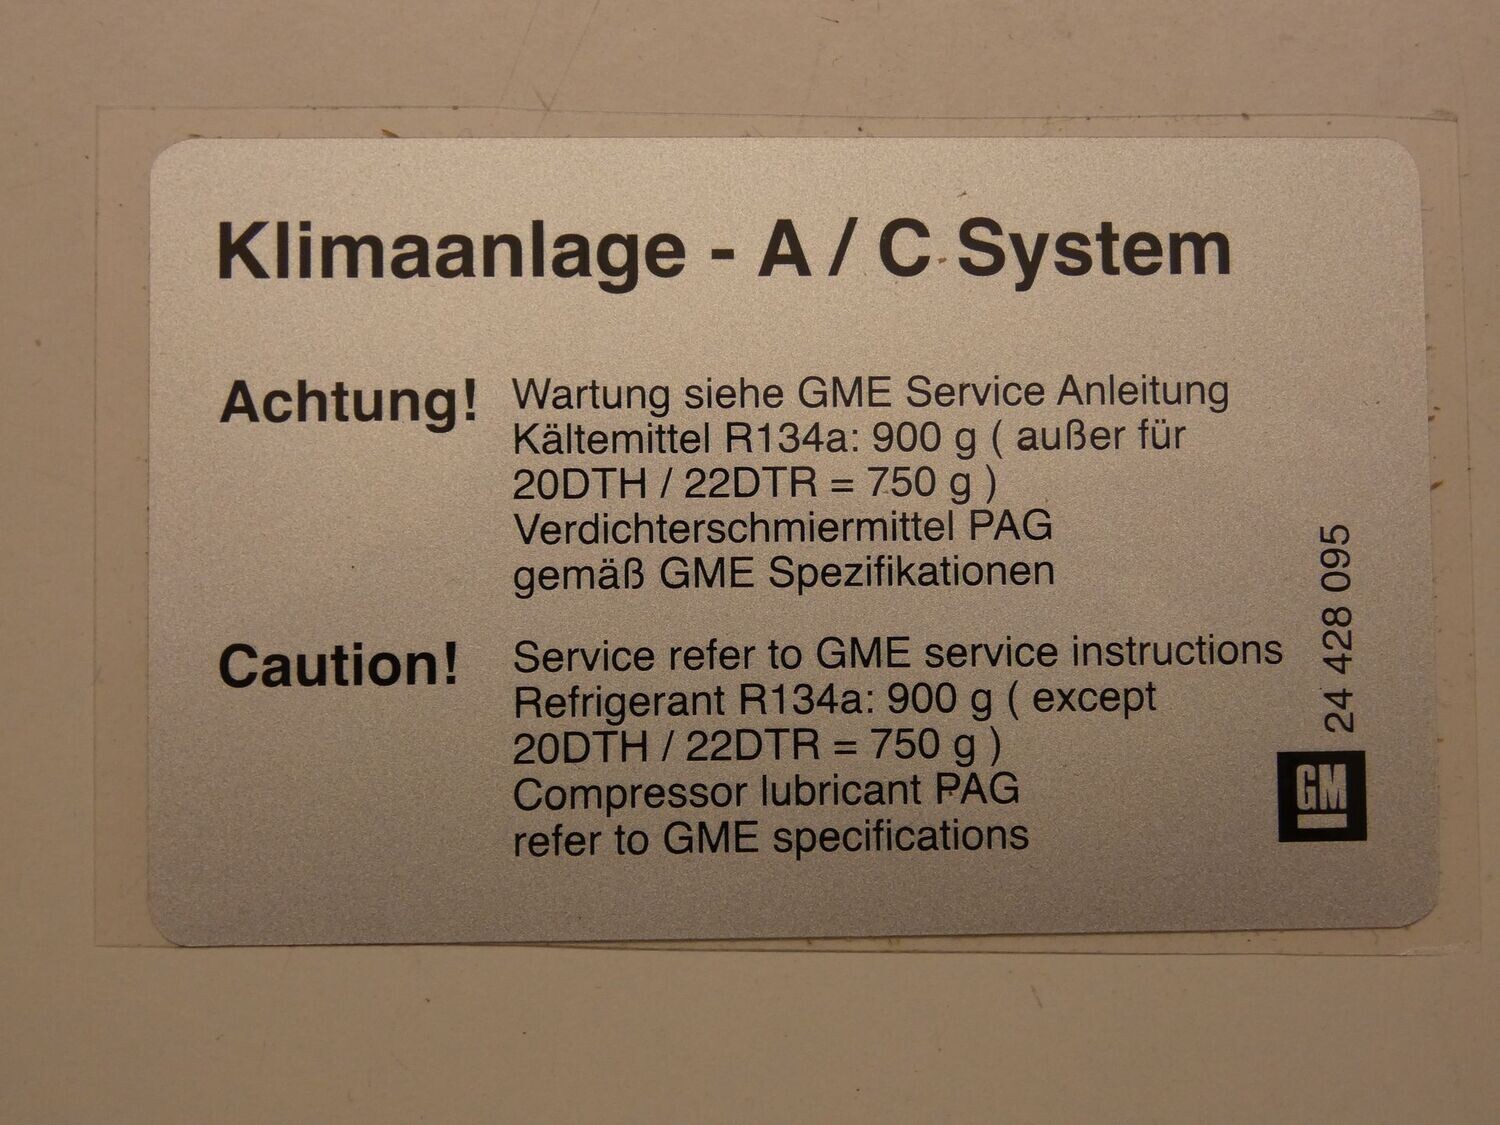 Klimaanlage - A / C System
Achtung! Wartung siehe GME Service Anleitung
Kältemittel R134a: 900 g ( außer für
20DTH / 22DTR = 750 g )
Verdichterschmiermittel PAG
gemäß GME Spezifikationen
Caution! Service refer to GME service instructions
Refrigerant R134a: 900 g ( except
20DTH / 22DTR = 750 g )
Compressor lubricant PAG
refer to GME specifications
24 428 095
GM